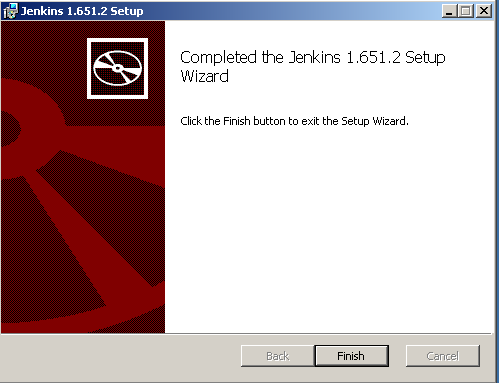 Jenkins 1.651.2 Setup
Completed the Jenkins 1.651.2 Setup
Wizard
Click the Finish button to exit the Setup Wizard.
Back Finish Cancel